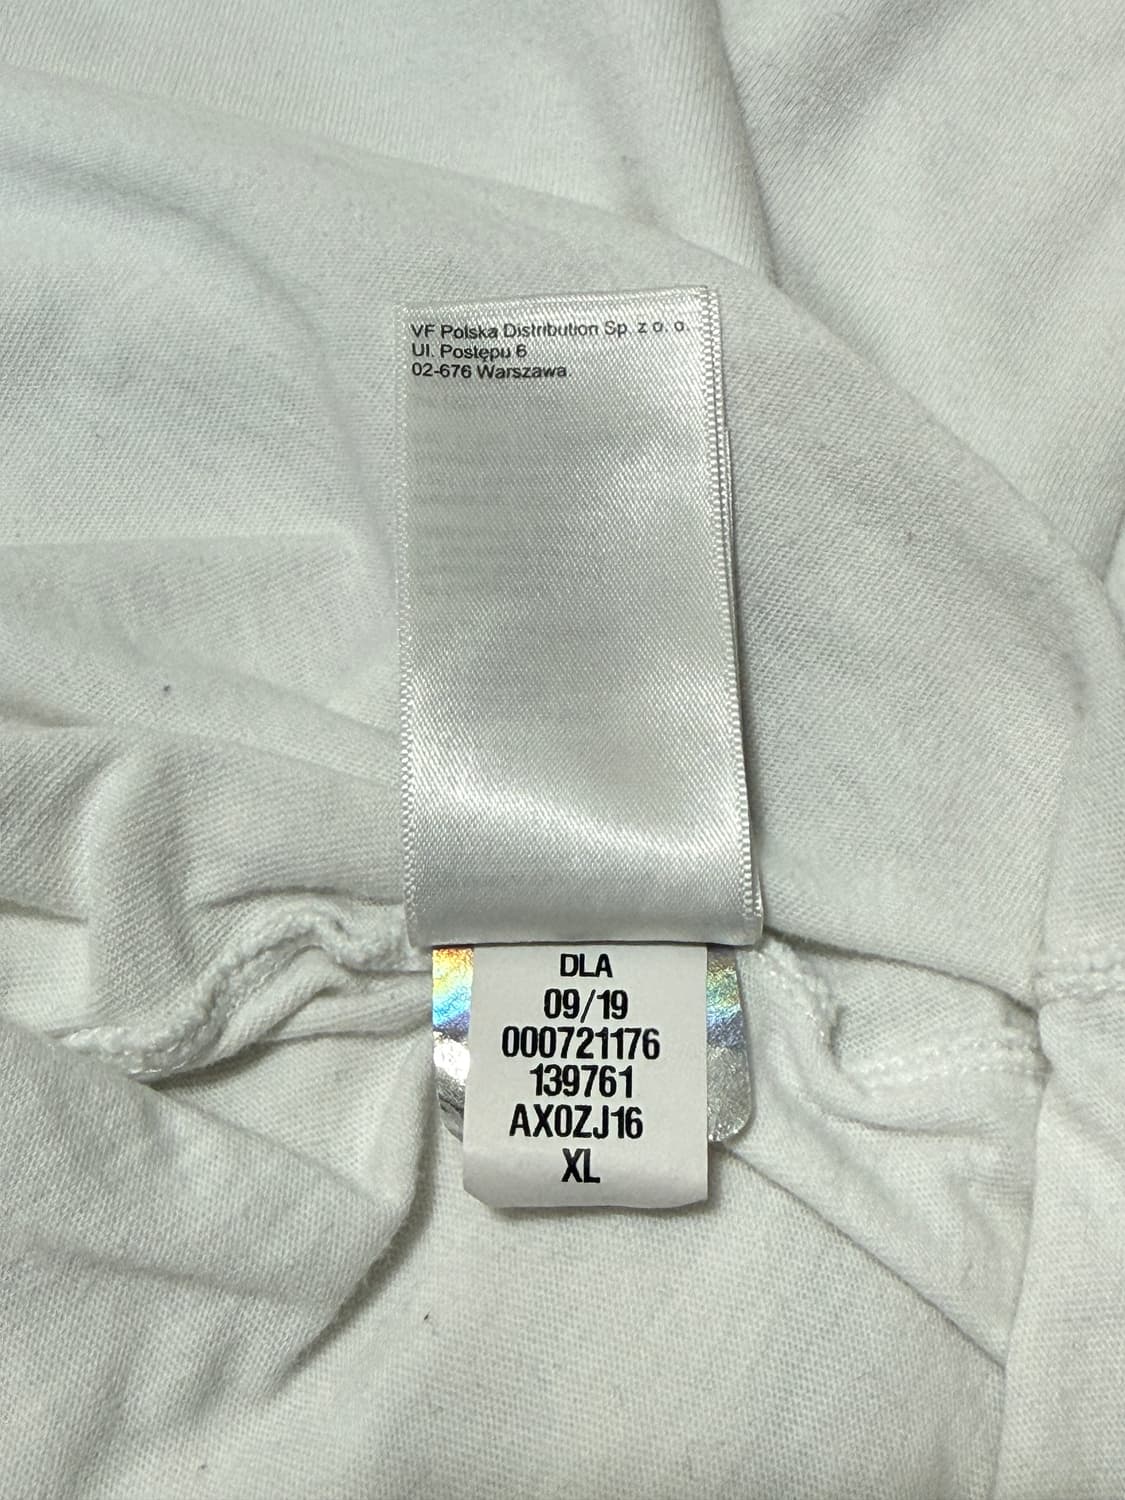 VF Polska Distribution Sp. z o. o.
Ul. Postępu 6
02-676 Warszawa
DLA
09/19
000721176
139761
AX0ZJ16
XL